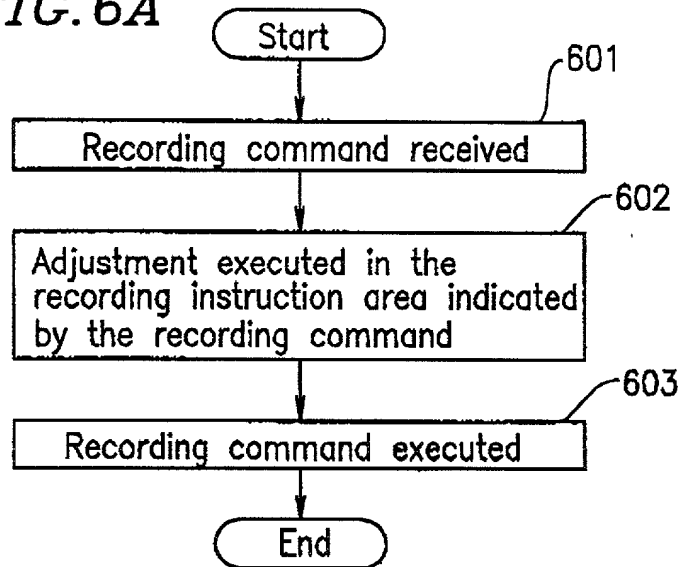 FIG. 6A
Start
601
Recording command received
602
Adjustment executed in the
recording instruction area indicated
by the recording command
603
Recording command executed
End